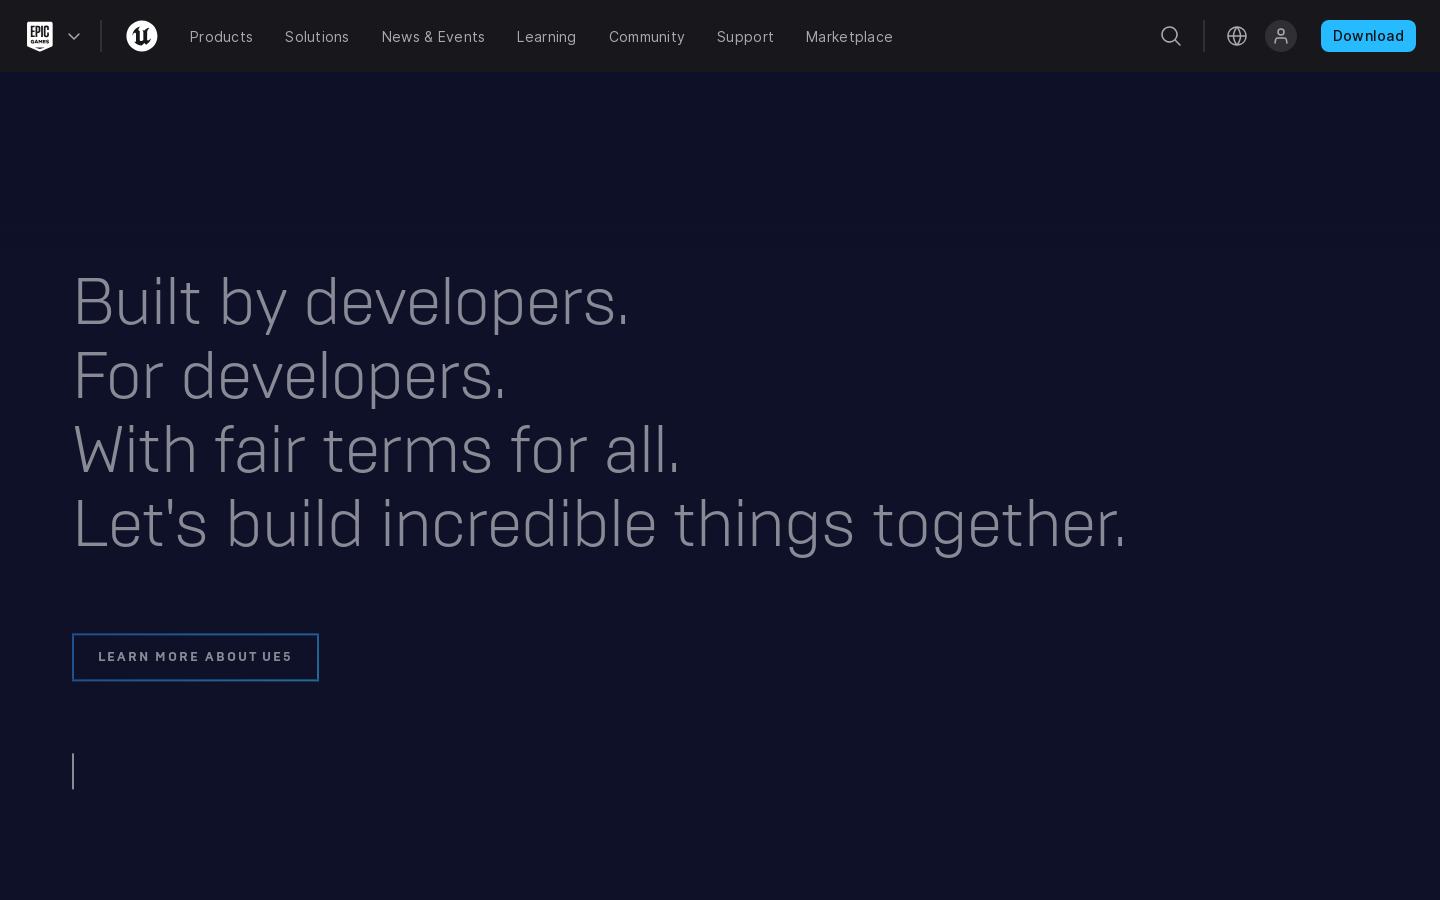 EPIC
GAMES
Products
Solutions
News & Events
Learning
Community
Support
Marketplace
Download
Built by developers.
For developers.
With fair terms for all.
Let's build incredible things together.
LEARN MORE ABOUT UE5